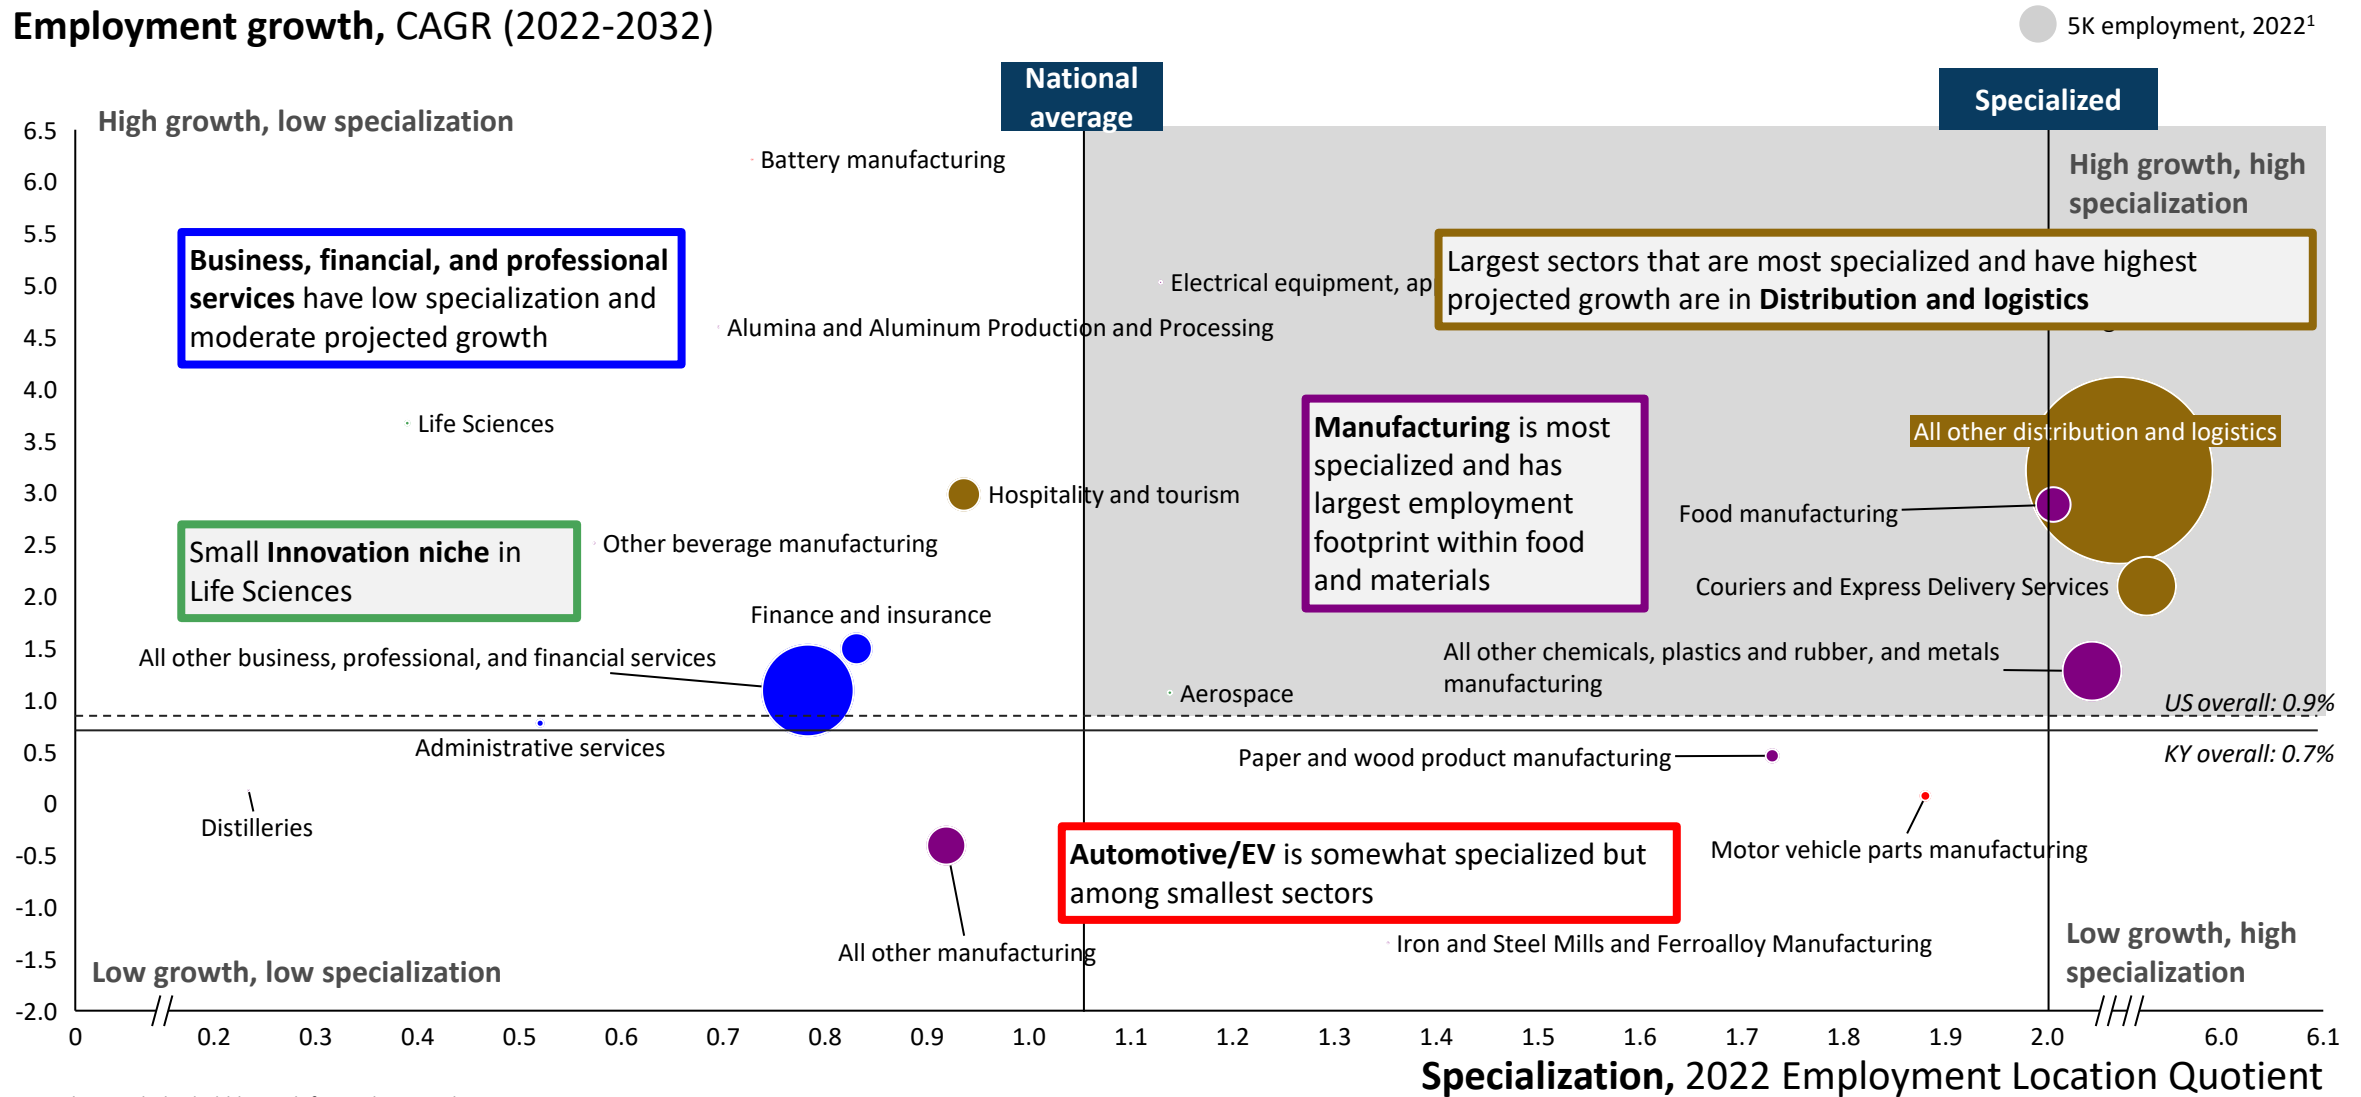 Employment growth, CAGR (2022-2032)
5K employment, 2022¹
National
average
Specialized
High growth, low specialization
High growth, high
specialization
6.5
6.0
5.5
5.0
4.5
4.0
3.5
3.0
2.5
2.0
1.5
1.0
0.5
0
-0.5
-1.0
-1.5
-2.0
Battery manufacturing
Business, financial, and professional
services have low specialization and
moderate projected growth
Largest sectors that are most specialized and have highest
projected growth are in Distribution and logistics
Electrical equipment,
Alumina and Aluminum Production and Processing
Life Sciences
Manufacturing is most
specialized and has
largest employment
footprint within food
and materials
All other distribution and logistics
Hospitality and tourism
Food manufacturing
Small Innovation niche in
Life Sciences
Other beverage manufacturing
Couriers and Express Delivery Services
Finance and insurance
All other business, professional, and financial services
All other chemicals, plastics and rubber, and metals
manufacturing
Aerospace
US overall: 0.9%
KY overall: 0.7%
Administrative services
Paper and wood product manufacturing
Distilleries
Automotive/EV is somewhat specialized but
among smallest sectors
Motor vehicle parts manufacturing
All other manufacturing
Iron and Steel Mills and Ferroalloy Manufacturing
Low growth, low specialization
Low growth, high
specialization
0 0.2 0.3 0.4 0.5 0.6 0.7 0.8 0.9 1.0 1.1 1.2 1.3 1.4 1.5 1.6 1.7 1.8 1.9 2.0 6.0 6.1
Specialization, 2022 Employment Location Quotient